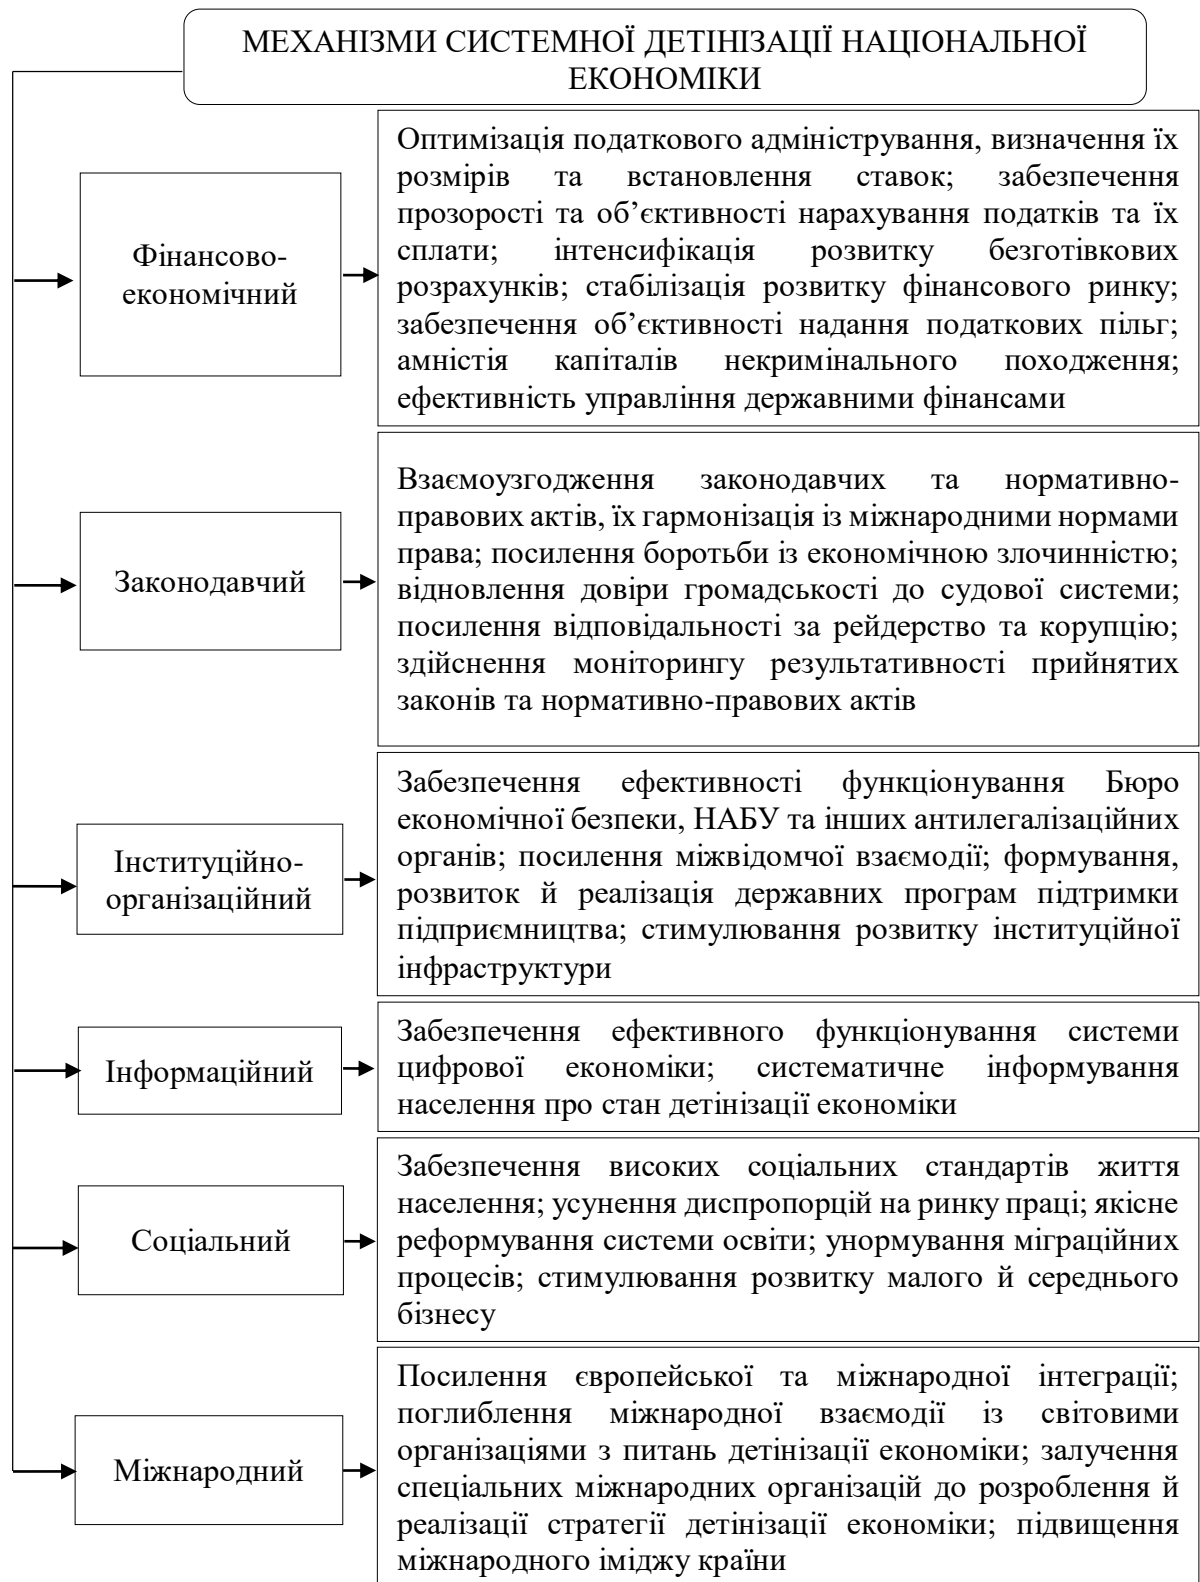 МЕХАНІЗМИ СИСТЕМНОЇ ДЕТІНІЗАЦІЇ НАЦІОНАЛЬНОЇ
ЕКОНОМІКИ
Фінансово-
економічний
Оптимізація податкового адміністрування, визначення їх
розмірів та встановлення ставок; забезпечення
прозорості та об’єктивності нарахування податків та їх
сплати; інтенсифікація розвитку безготівкових
розрахунків; стабілізація розвитку фінансового ринку;
забезпечення об’єктивності надання податкових пільг;
амністія капіталів некримінального походження;
ефективність управління державними фінансами
Законодавчий
Взаємоузгодження законодавчих та нормативно-
правових актів, їх гармонізація із міжнародними нормами
права; посилення боротьби із економічною злочинністю;
відновлення довіри громадськості до судової системи;
посилення відповідальності за рейдерство та корупцію;
здійснення моніторингу результативності прийнятих
законів та нормативно-правових актів
Інституційно-
організаційний
Забезпечення ефективності функціонування Бюро
економічної безпеки, НАБУ та інших антилегалізаційних
органів; посилення міжвідомчої взаємодії; формування,
розвиток й реалізація державних програм підтримки
підприємництва; стимулювання розвитку інституційної
інфраструктури
Інформаційний
Забезпечення ефективного функціонування системи
цифрової економіки; систематичне інформування
населення про стан детінізації економіки
Соціальний
Забезпечення високих соціальних стандартів життя
населення; усунення диспропорцій на ринку праці; якісне
реформування системи освіти; унормування міграційних
процесів; стимулювання розвитку малого й середнього
бізнесу
Міжнародний
Посилення європейської та міжнародної інтеграції;
поглиблення міжнародної взаємодії із світовими
організаціями з питань детінізації економіки; залучення
спеціальних міжнародних організацій до розроблення й
реалізації стратегії детінізації економіки; підвищення
міжнародного іміджу країни